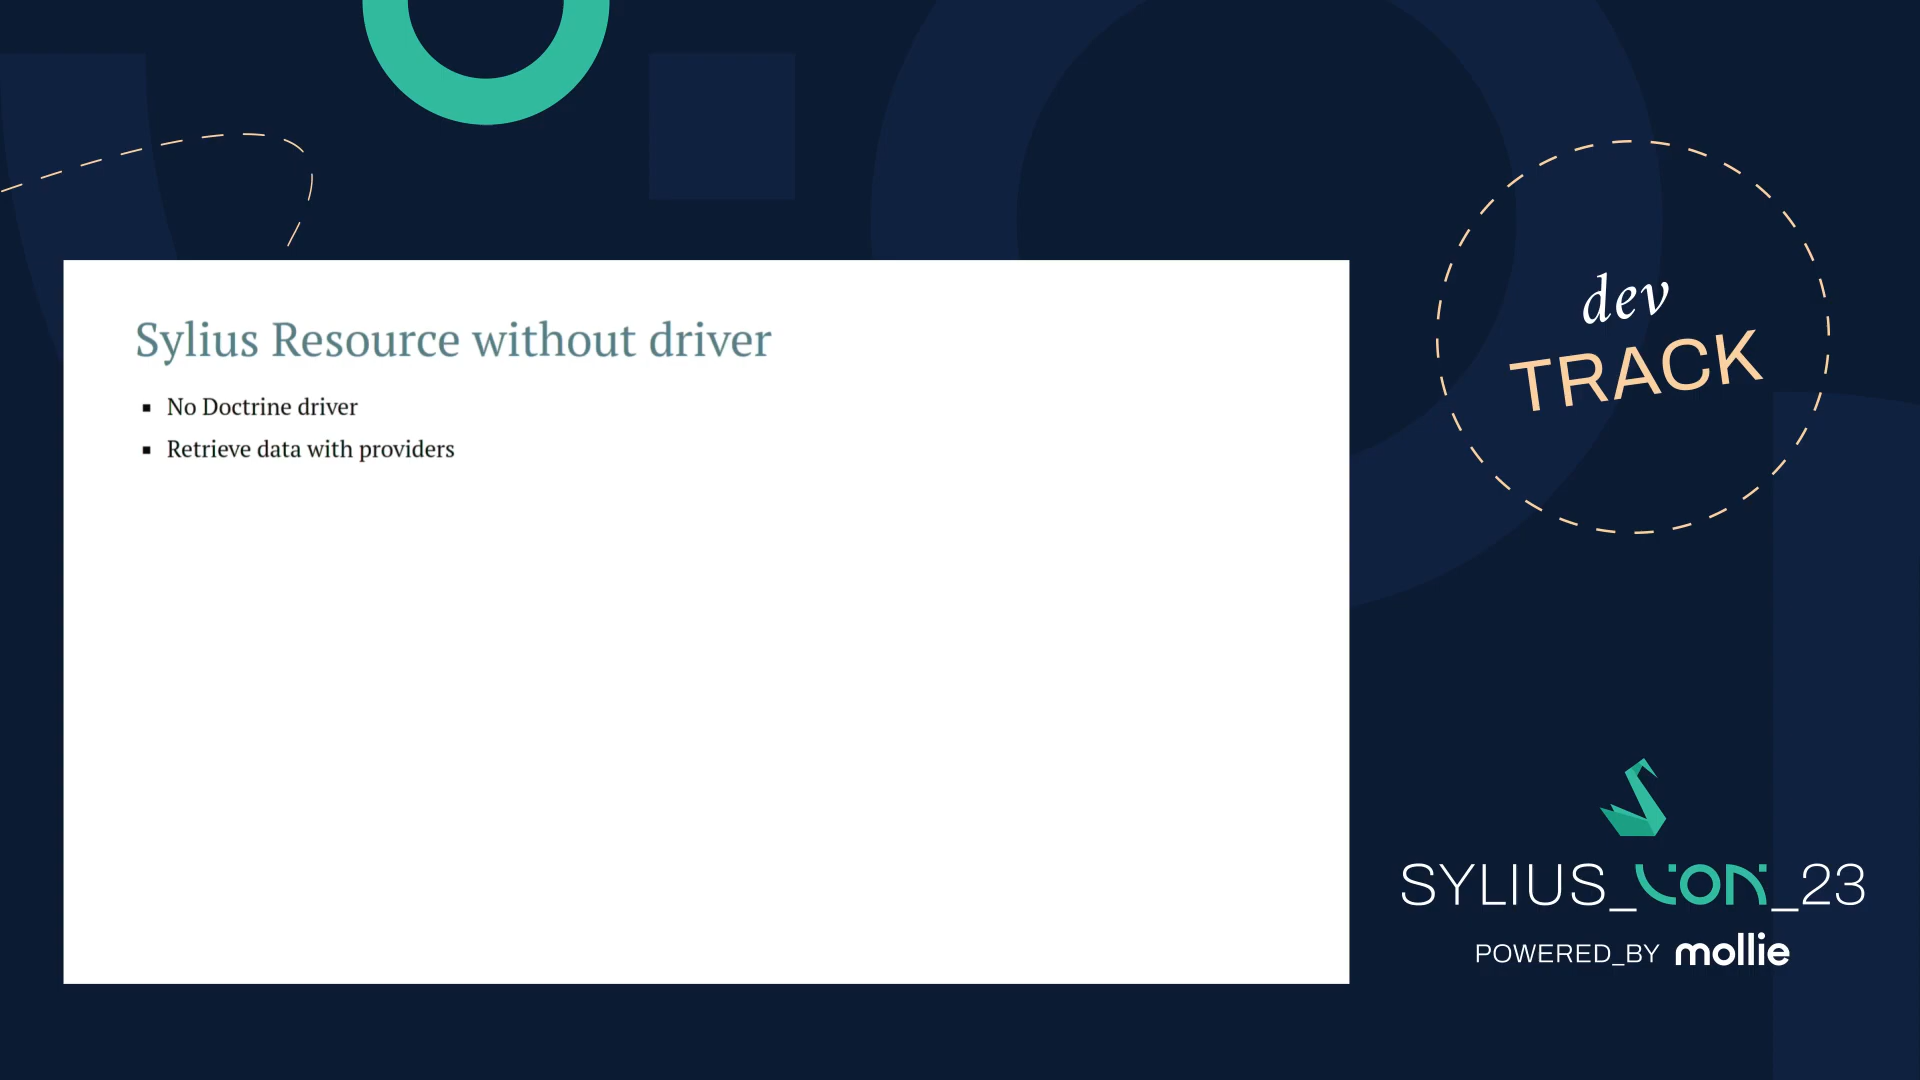 Sylius Resource without driver
No Doctrine driver
Retrieve data with providers
dev
TRACK
SYLIUS_CON_23
POWERED_BY mollie